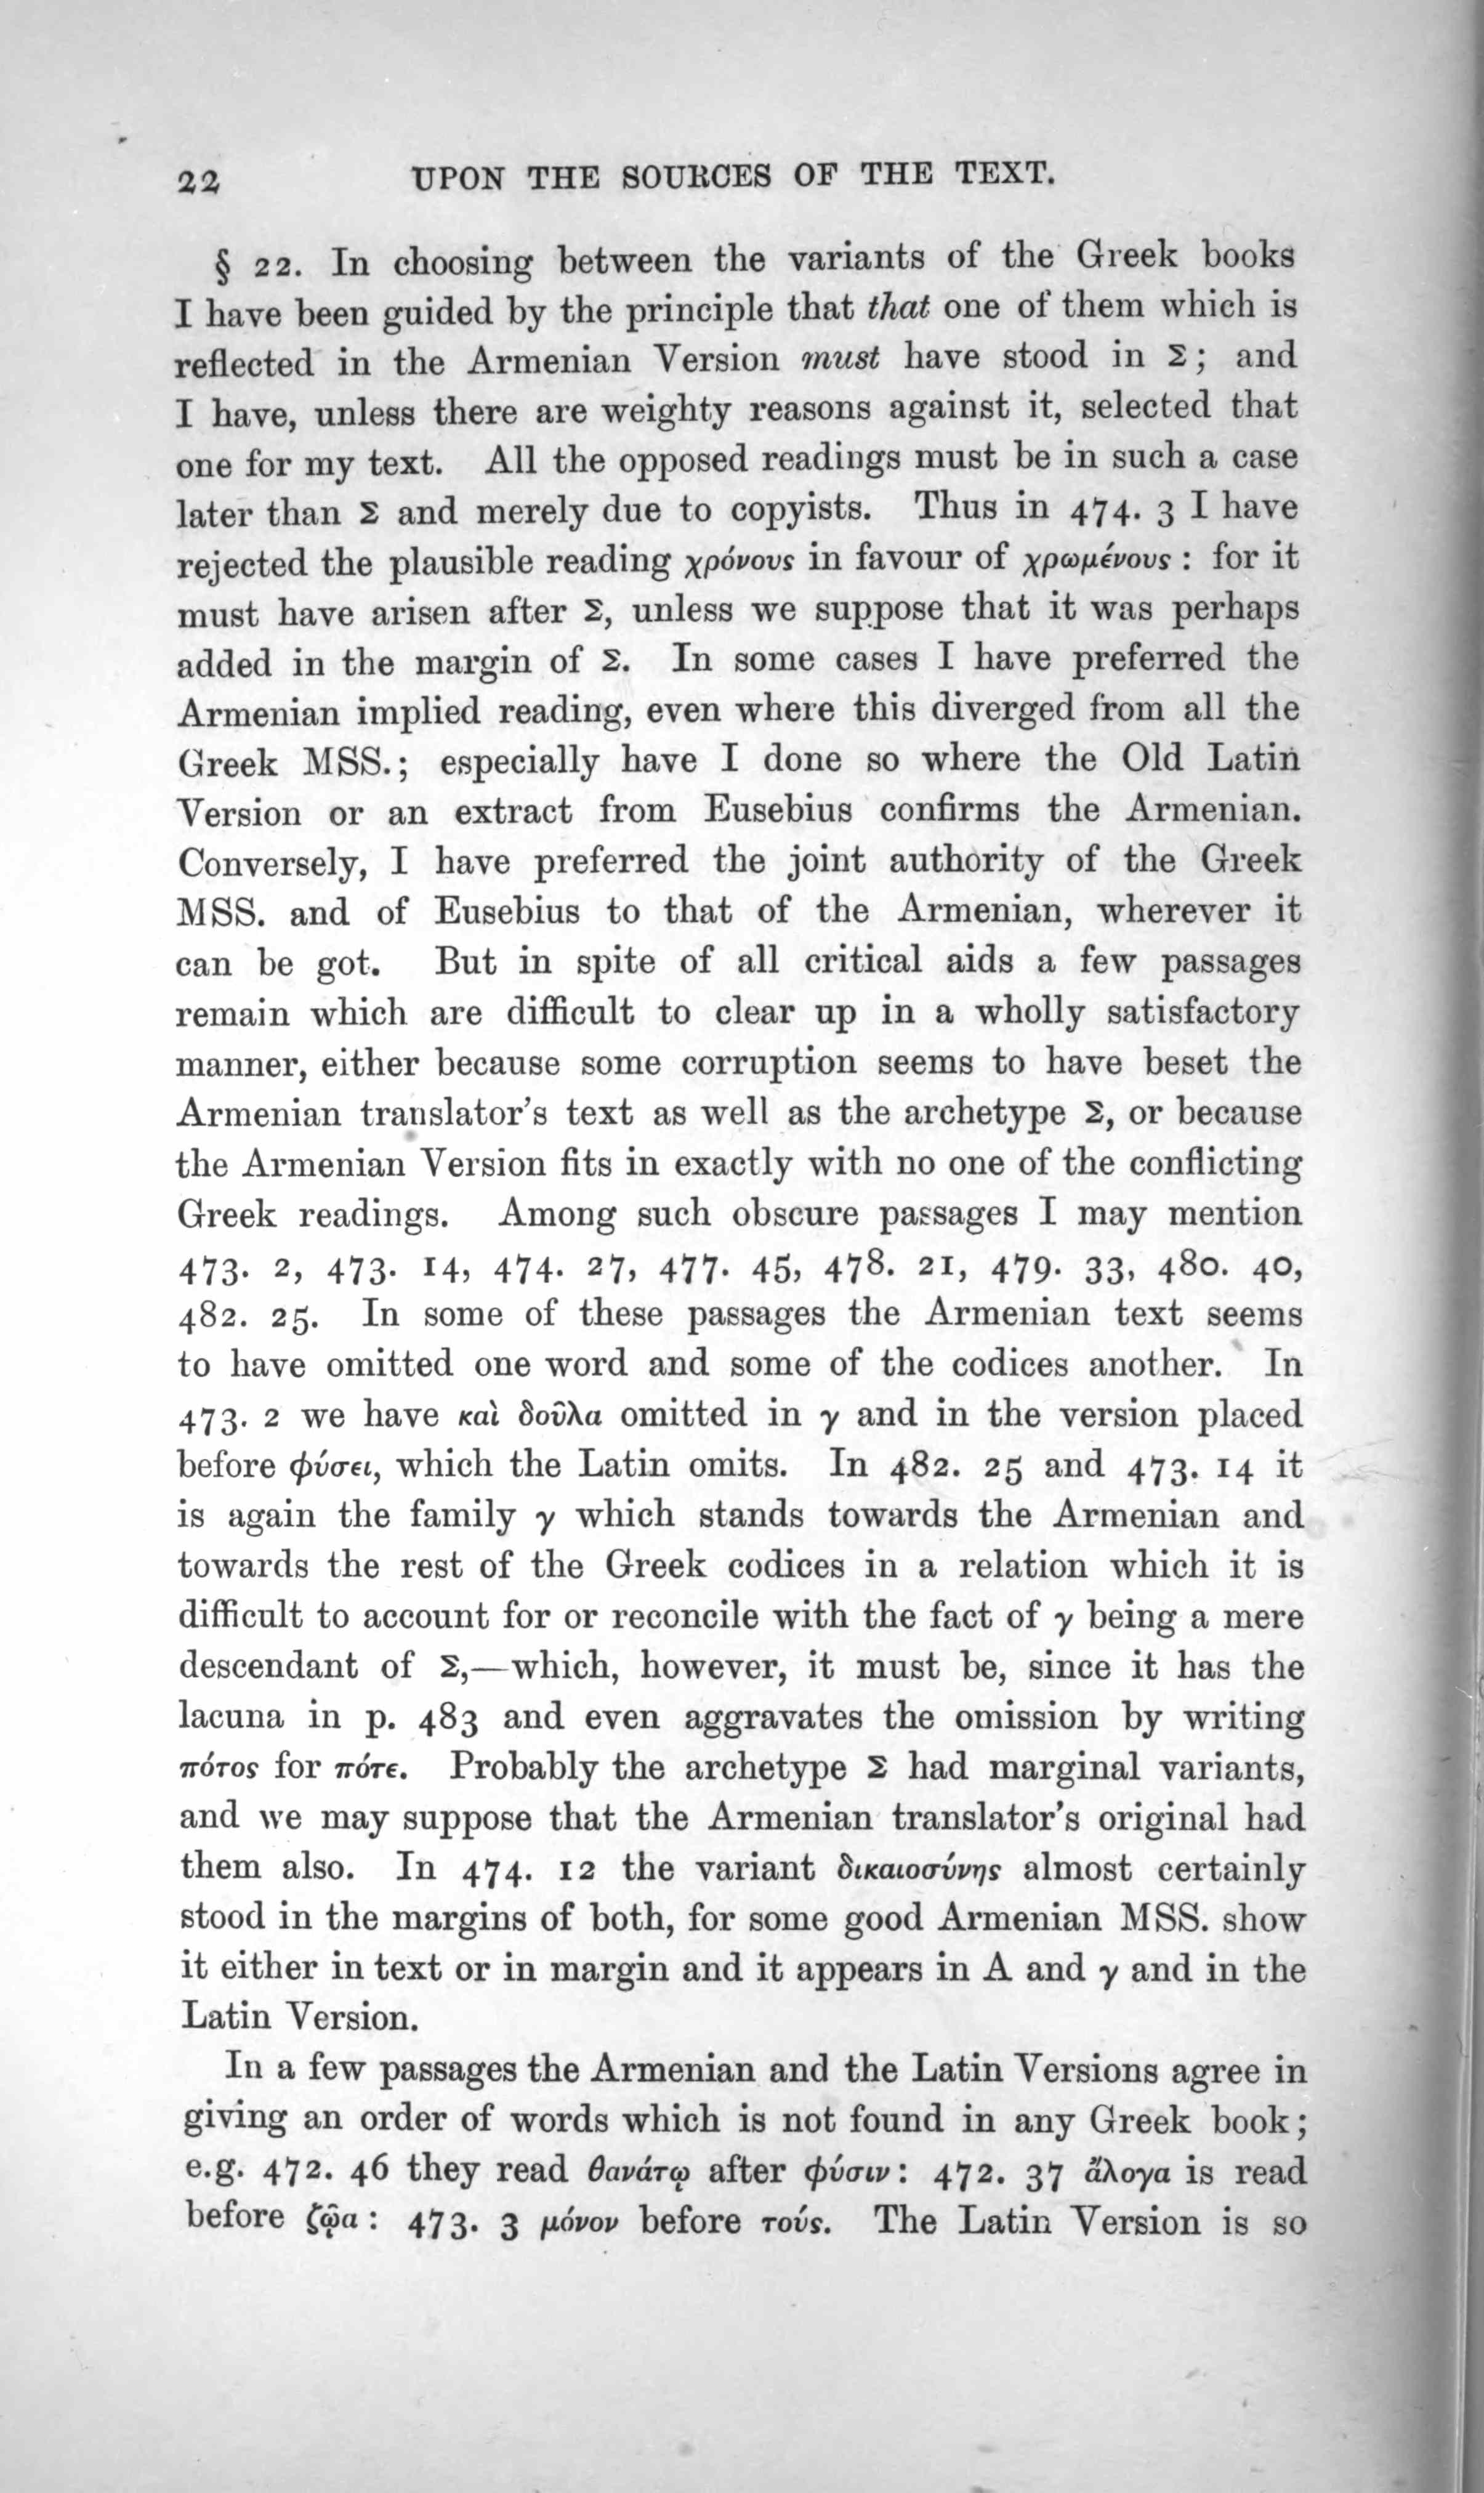 22 UPON THE SOURCES OF THE TEXT.
§ 22. In choosing between the variants of the Greek books
I have been guided by the principle that that one of them which is
reflected in the Armenian Version must have stood in Σ; and
I have, unless there are weighty reasons against it, selected that
one for my text. All the opposed readings must be in such a case
later than Σ and merely due to copyists. Thus in 474. 3 I have
rejected the plausible reading χρόνους in favour of χρωμένους : for it
must have arisen after Σ, unless we suppose that it was perhaps
added in the margin of Σ. In some cases I have preferred the
Armenian implied reading, even where this diverged from all the
Greek MSS.; especially have I done so where the Old Latin
Version or an extract from Eusebius confirms the Armenian.
Conversely, I have preferred the joint authority of the Greek
MSS. and of Eusebius to that of the Armenian, wherever it
can be got. But in spite of all critical aids a few passages
remain which are difficult to clear up in a wholly satisfactory
manner, either because some corruption seems to have beset the
Armenian translator's text as well as the archetype Σ, or because
the Armenian Version fits in exactly with no one of the conflicting
Greek readings. Among such obscure passages I may mention
473. 2, 473. 14, 474. 27, 477. 45, 478. 21, 479. 33, 480. 40,
482. 25. In some of these passages the Armenian text seems
to have omitted one word and some of the codices another. In
473. 2 we have καὶ δοῦλα omitted in γ and in the version placed
before φύσει, which the Latin omits. In 482. 25 and 473. 14 it
is again the family γ which stands towards the Armenian and
towards the rest of the Greek codices in a relation which it is
difficult to account for or reconcile with the fact of γ being a mere
descendant of Σ,—which, however, it must be, since it has the
lacuna in p. 483 and even aggravates the omission by writing
πότος for πότε. Probably the archetype Σ had marginal variants,
and we may suppose that the Armenian translator's original had
them also. In 474. 12 the variant δικαιοσύνης almost certainly
stood in the margins of both, for some good Armenian MSS. show
it either in text or in margin and it appears in A and γ and in the
Latin Version.
In a few passages the Armenian and the Latin Versions agree in
giving an order of words which is not found in any Greek book;
e.g. 472. 46 they read θανάτῳ after φύσιν: 472. 37 ἄλογα is read
before ζῷα : 473. 3 μόνον before τούς. The Latin Version is so